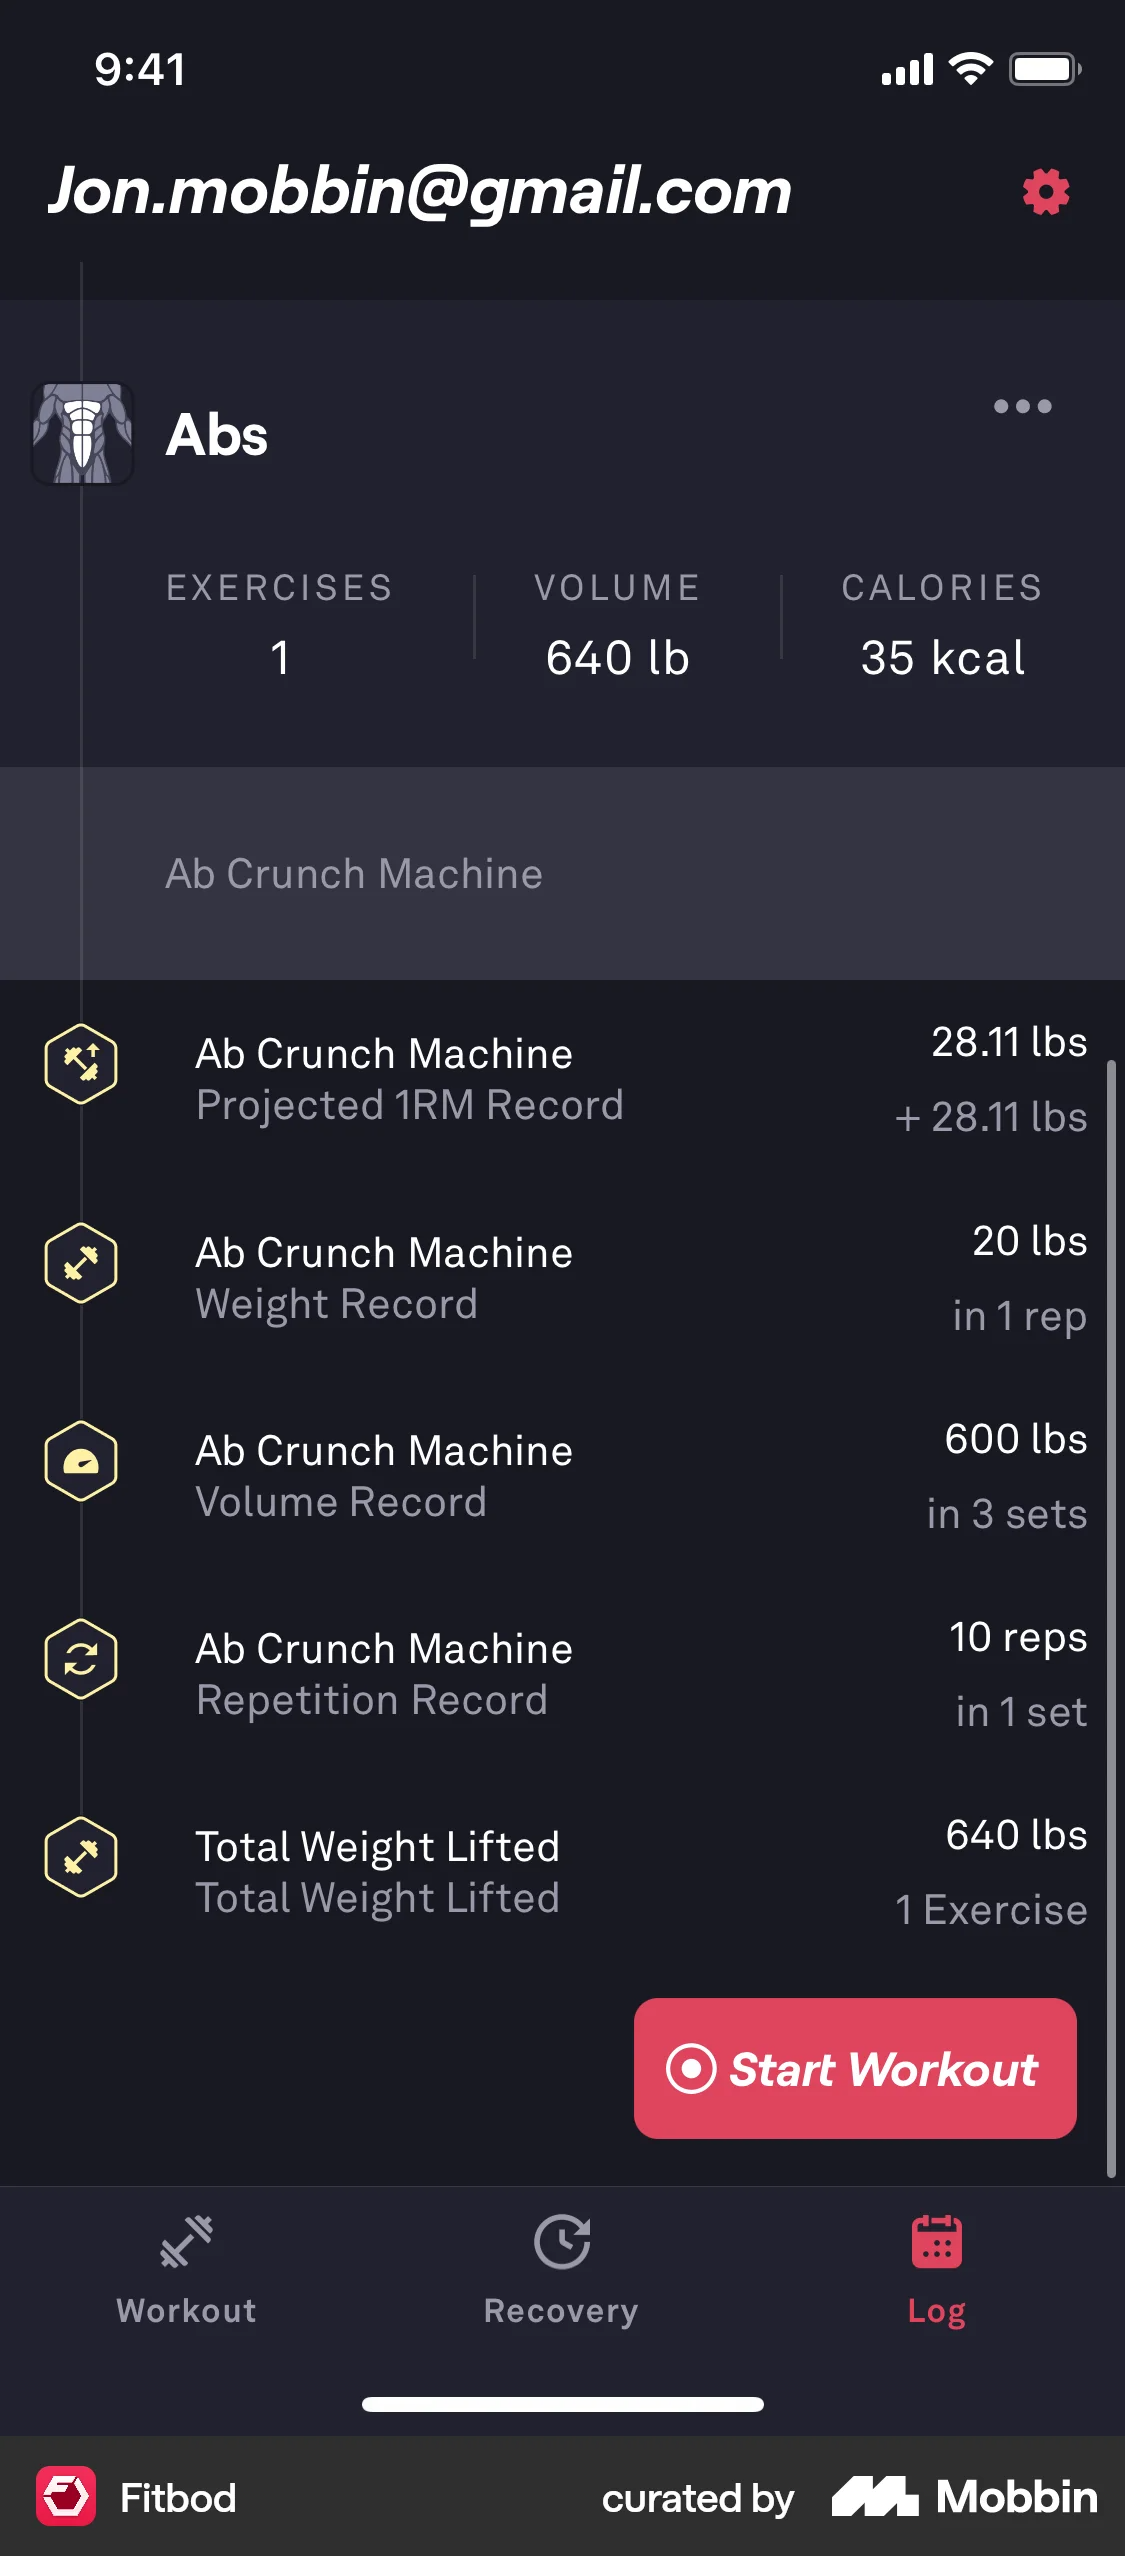 9:41
Jon.mobbin@gmail.com
Abs
EXERCISES VOLUME CALORIES
1 640 lb 35 kcal
Ab Crunch Machine
Ab Crunch Machine 28.11 lbs
Projected 1RM Record + 28.11 lbs
Ab Crunch Machine 20 lbs
Weight Record in 1 rep
Ab Crunch Machine 600 lbs
Volume Record in 3 sets
Ab Crunch Machine 10 reps
Repetition Record in 1 set
Total Weight Lifted 640 lbs
Total Weight Lifted 1 Exercise
Start Workout
Workout Recovery Log
Fitbod curated by Mobbin